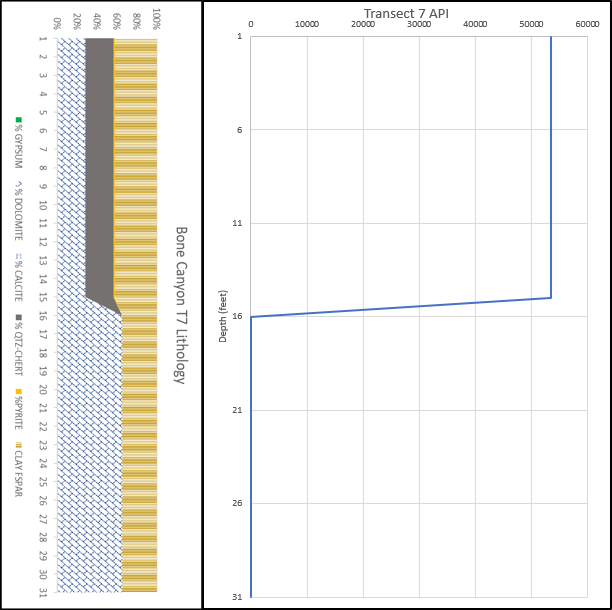 Bone Canyon T7 Lithology
0% 20% 40% 60% 80% 100%
1 2 3 4 5 6 7 8 9 10 11 12 13 14 15 16 17 18 19 20 21 22 23 24 25 26 27 28 29 30 31
% GYPSUM % DOLOMITE % CALCITE % QTZ-CHERT %PYRITE CLAY FSPAR
Transect 7 API
0 10000 20000 30000 40000 50000 60000
1
6
11
16
21
26
31
Depth (feet)